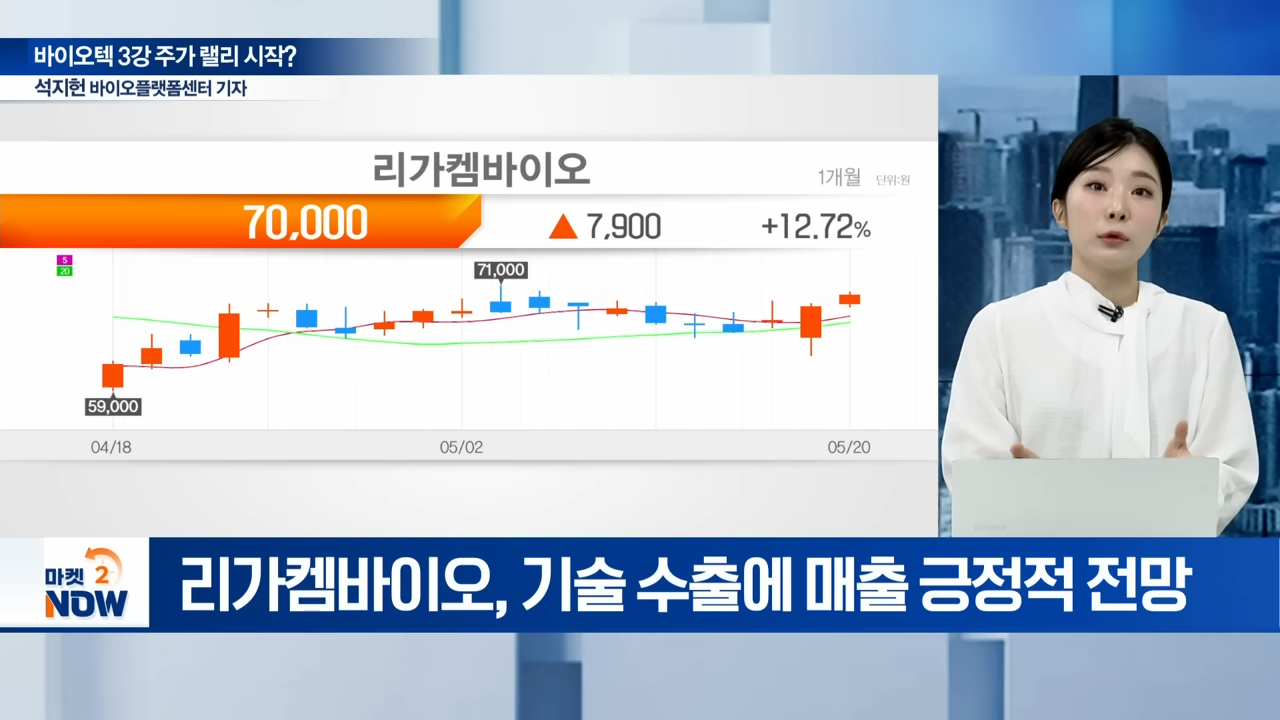 바이오텍 3강 주가 랠리 시작?
석지헌 바이오플랫폼센터 기자
리가켐바이오
1개월 단위:원
70,000 ▲ 7,900 +12.72%
5
20
71,000
59,000
04/18 05/02 05/20
마켓 2
NOW
리가켐바이오, 기술 수출에 매출 긍정적 전망